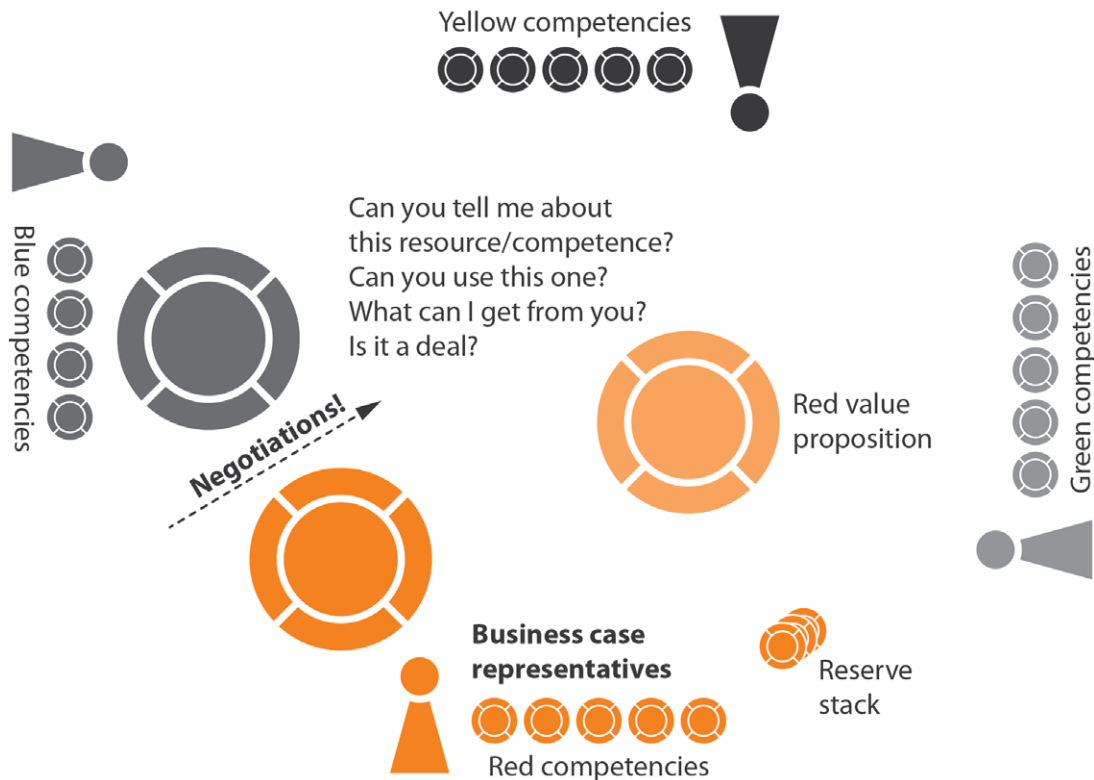 Yellow competencies
Blue competencies
Can you tell me about
this resource/competence?
Can you use this one?
What can I get from you?
Is it a deal?
Negotiations!
Red value
proposition
Green competencies
Business case
representatives
Reserve
stack
Red competencies